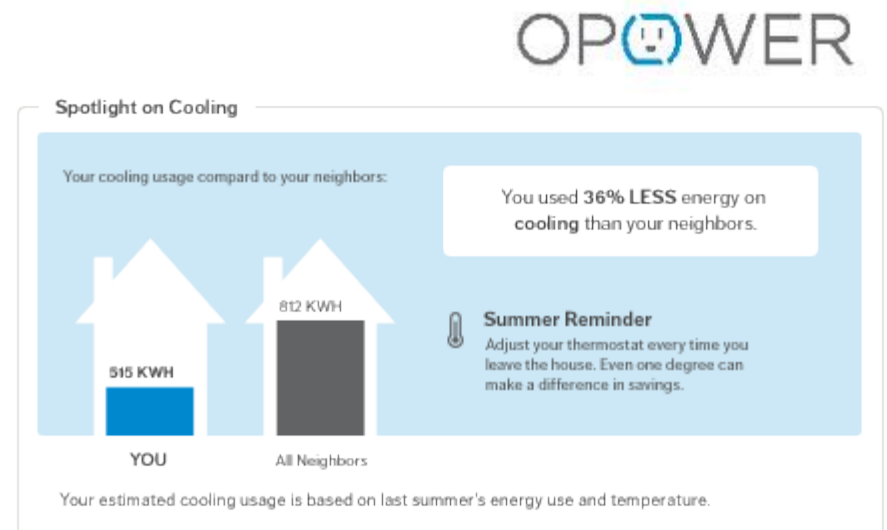 OPOWER
Spotlight on Cooling
Your cooling usage compard to your neighbors:
You used 36% LESS energy on
cooling than your neighbors.
812 KWH
515 KWH
Summer Reminder
Adjust your thermostat every time you
leave the house. Even one degree can
make a difference in savings.
YOU
All Neighbors
Your estimated cooling usage is based on last summer's energy use and temperature.